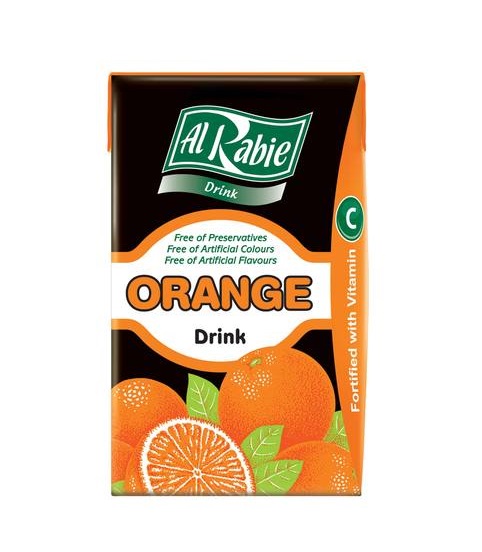 Al Rabie
Drink
Free of Preservatives
Free of Artificial Colours
Free of Artificial Flavours
ORANGE
Drink
C
Fortified with Vitamin